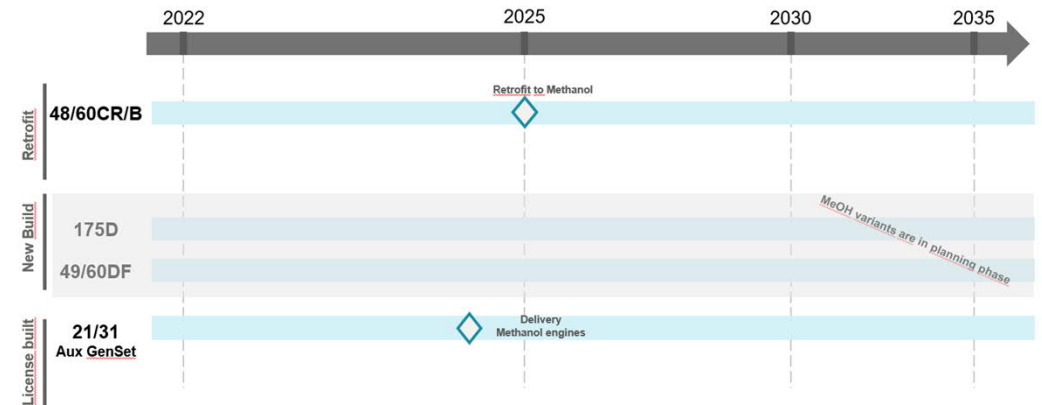 2022
2025
2030
2035
Retrofit
48/60CR/B
Retrofit to Methanol
New Build
175D
49/60DF
MeOH variants are in planning phase
License built
21/31
Aux GenSet
Delivery
Methanol engines